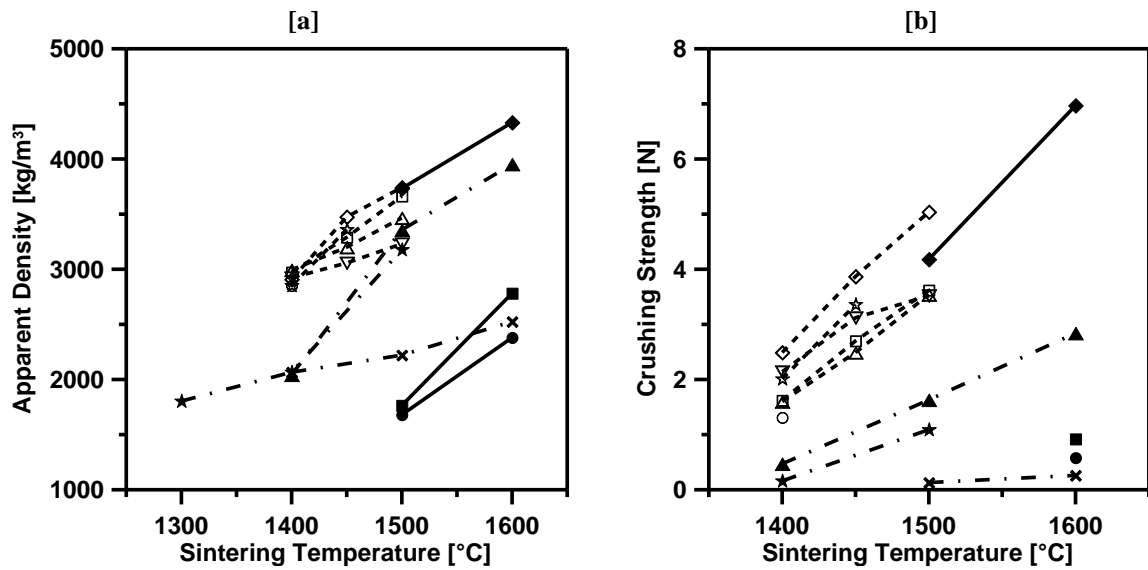 [a]
5000
4000
3000
2000
1000
Apparent Density [kg/m³]
1300 1400 1500 1600
Sintering Temperature [°C]
[b]
8
6
4
2
0
Crushing Strength [N]
1400 1500 1600
Sintering Temperature [°C]